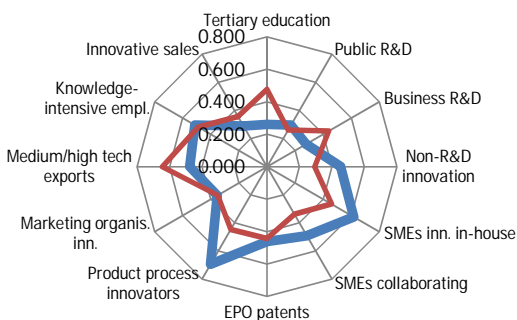 Tertiary education
0.800
Innovative sales
Public R&D
0.600
Knowledge-
intensive empl.
0.400
Business R&D
0.200
Medium/high tech
exports
0.000
Non-R&D
innovation
Marketing organis.
inn.
SMEs inn. in-house
Product process
innovators
SMEs collaborating
EPO patents